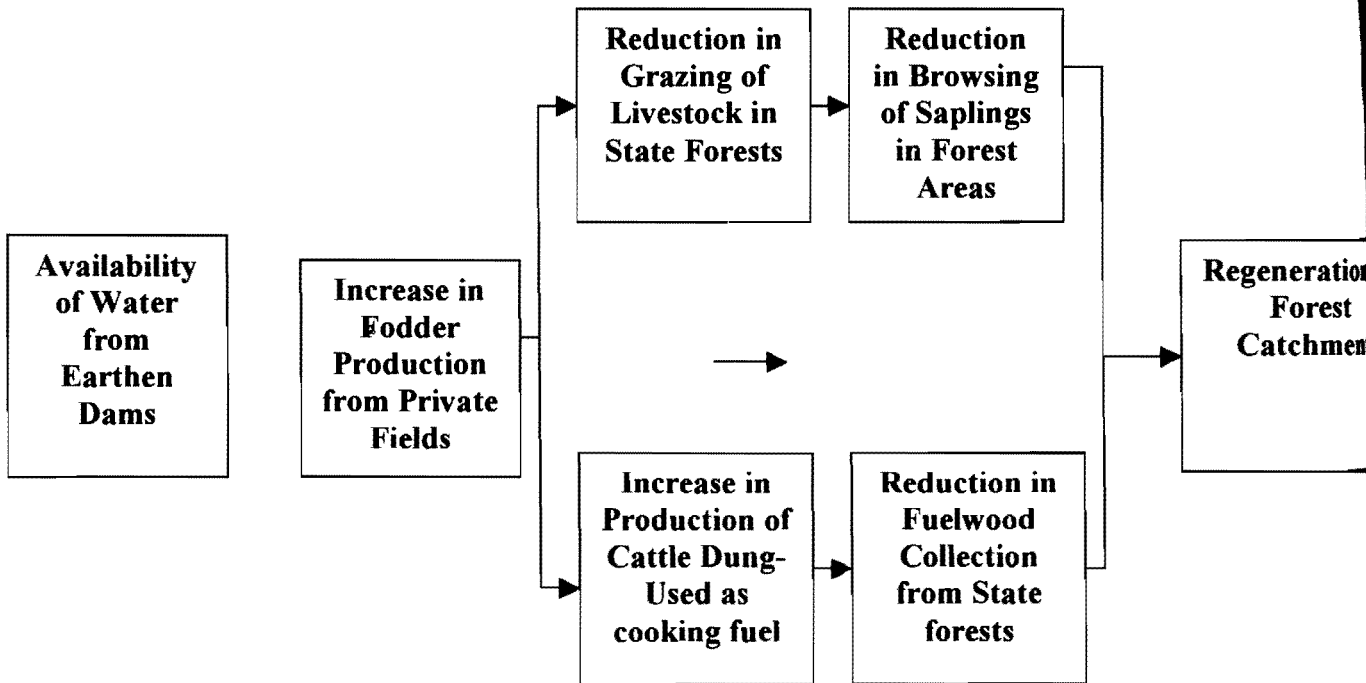 Availability
of Water
from
Earthen
Dams
Increase in
Fodder
Production
from Private
Fields
Reduction in
Grazing of
Livestock in
State Forests
Reduction
in Browsing
of Saplings
in Forest
Areas
Increase in
Production of
Cattle Dung-
Used as
cooking fuel
Reduction in
Fuelwood
Collection
from State
forests
Regeneration
Forest
Catchmen